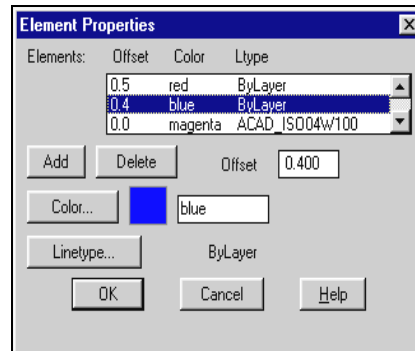 Element Properties
Elements: Offset Color Ltype
0.5 red ByLayer
0.4 blue ByLayer
0.0 magenta ACAD_ISO04W100
Add Delete Offset 0.400
Color... blue
Linetype... ByLayer
OK Cancel Help